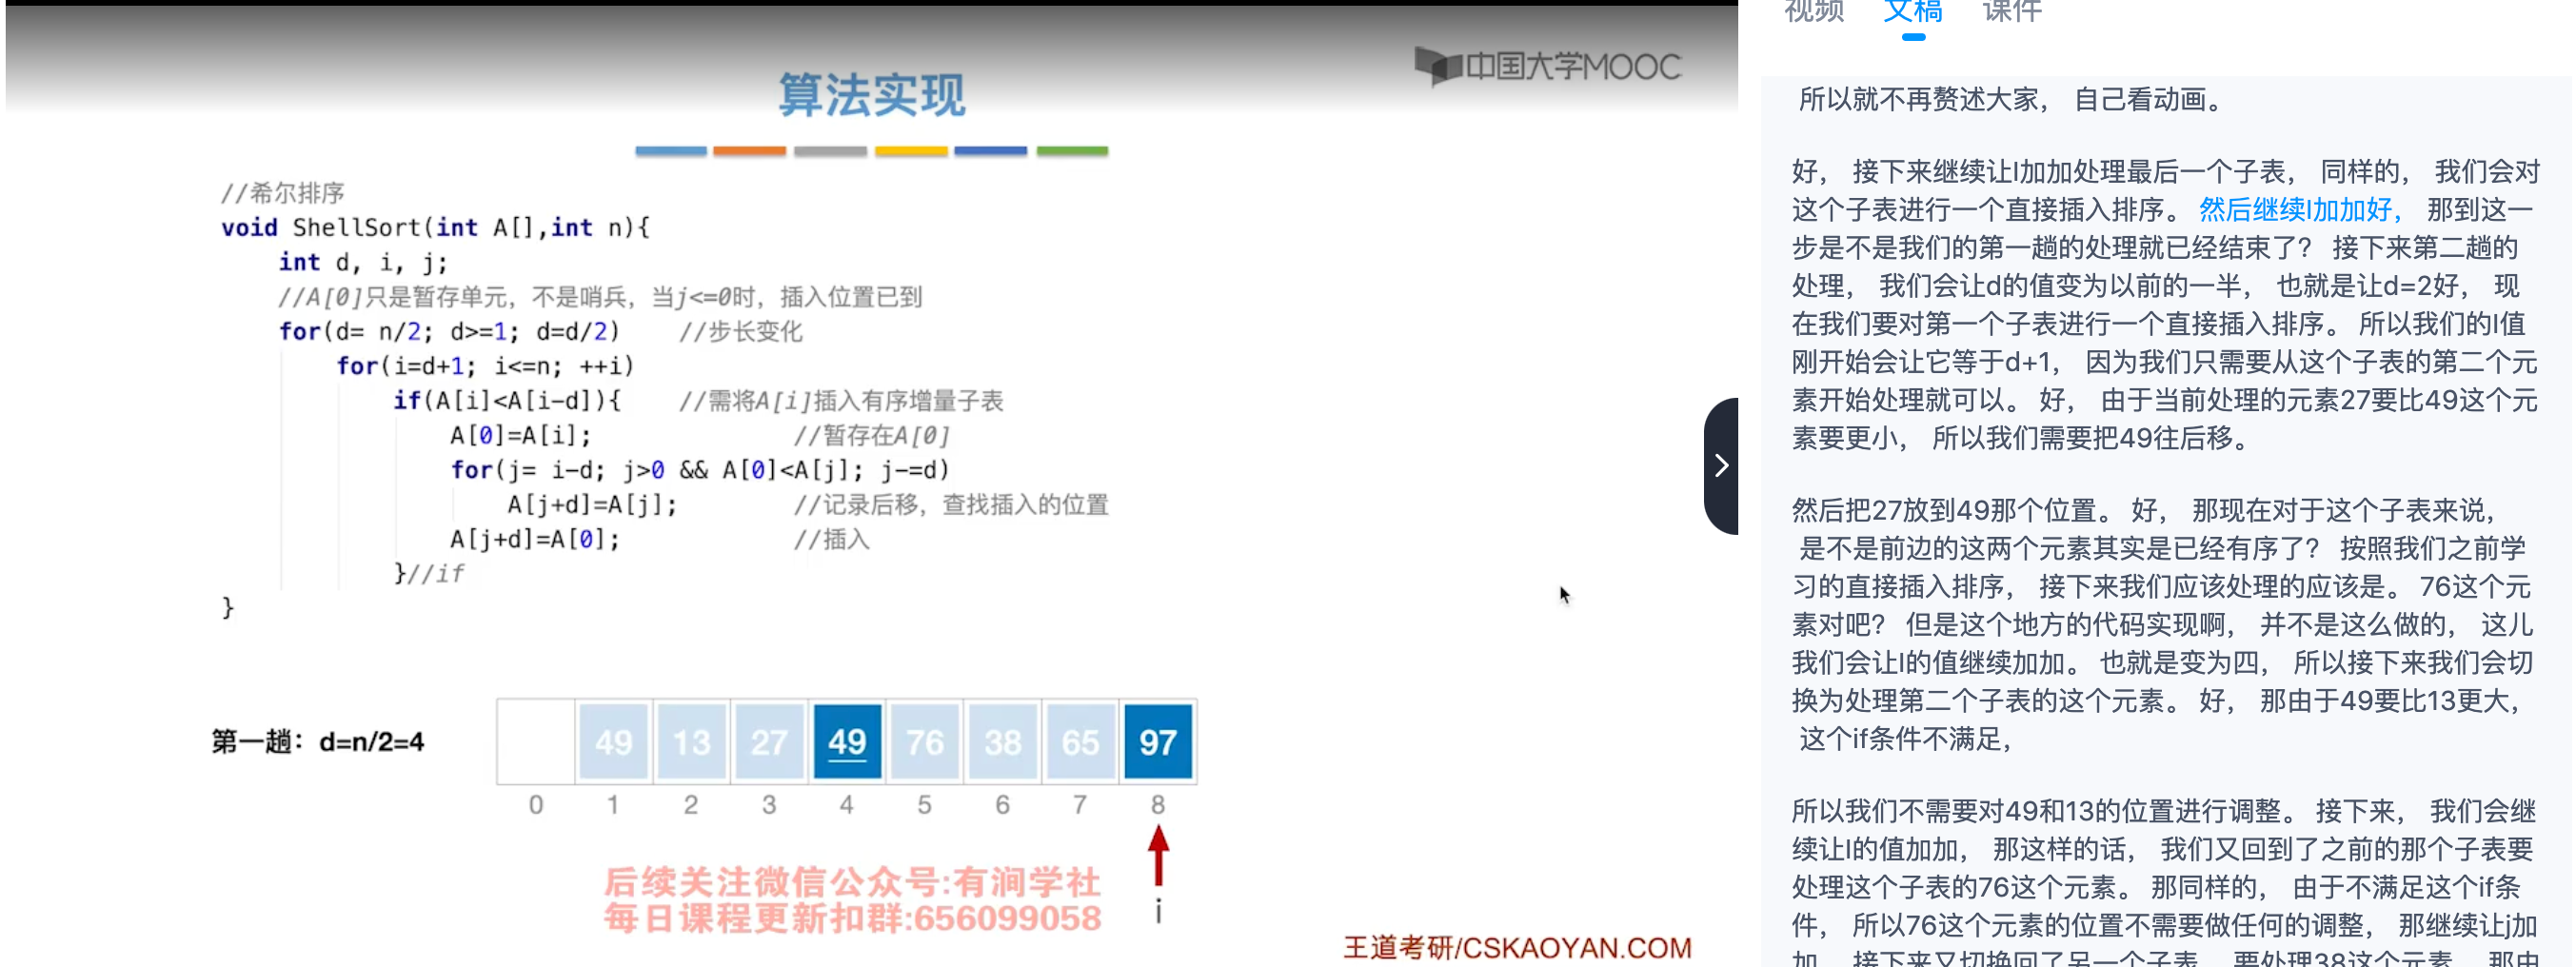 中国大学MOOC
算法实现
//希尔排序
void ShellSort(int A[],int n){
int d, i, j;
//A[0]只是暂存单元，不是哨兵，当j<=0时，插入位置已到
for(d= n/2; d>=1; d=d/2) //步长变化
for(i=d+1; i<=n; ++i)
if(A[i]<A[i-d]){ //需将A[i]插入有序增量子表
A[0]=A[i]; //暂存在A[0]
for(j= i-d; j>0 && A[0]<A[j]; j-=d)
A[j+d]=A[j]; //记录后移，查找插入的位置
A[j+d]=A[0]; //插入
}//if
}
第一趟：d=n/2=4
49 13 27 49 76 38 65 97
0 1 2 3 4 5 6 7 8
i
后续关注微信公众号:有涧学社
每日课程更新扣群:656099058
王道考研/CSKAOYAN.COM
视频 文稿 课件
所以就不再赘述大家， 自己看动画。
好， 接下来继续让I加加处理最后一个子表， 同样的， 我们会对
这个子表进行一个直接插入排序。 然后继续I加加好， 那到这一
步是不是我们的第一趟的处理就已经结束了？ 接下来第二趟的
处理， 我们会让d的值变为以前的一半， 也就是让d=2好， 现
在我们要对第一个子表进行一个直接插入排序。 所以我们的I值
刚开始会让它等于d+1， 因为我们只需要从这个子表的第二个元
素开始处理就可以。 好， 由于当前处理的元素27要比49这个元
素要更小， 所以我们需要把49往后移。
然后把27放到49那个位置。 好， 那现在对于这个子表来说，
是不是前边的这两个元素其实是已经有序了？ 按照我们之前学
习的直接插入排序， 接下来我们应该处理的应该是。 76这个元
素对吧？ 但是这个地方的代码实现啊， 并不是这么做的， 这儿
我们会让I的值继续加加。 也就是变为四， 所以接下来我们会切
换为处理第二个子表的这个元素。 好， 那由于49要比13更大，
这个if条件不满足，
所以我们不需要对49和13的位置进行调整。 接下来， 我们会继
续让I的值加加， 那这样的话， 我们又回到了之前的那个子表要
处理这个子表的76这个元素。 那同样的， 由于不满足这个if条
件， 所以76这个元素的位置不需要做任何的调整， 那继续让j加
加， 接下来又切换回了另一个子表， 要处理38这个元素， 那由